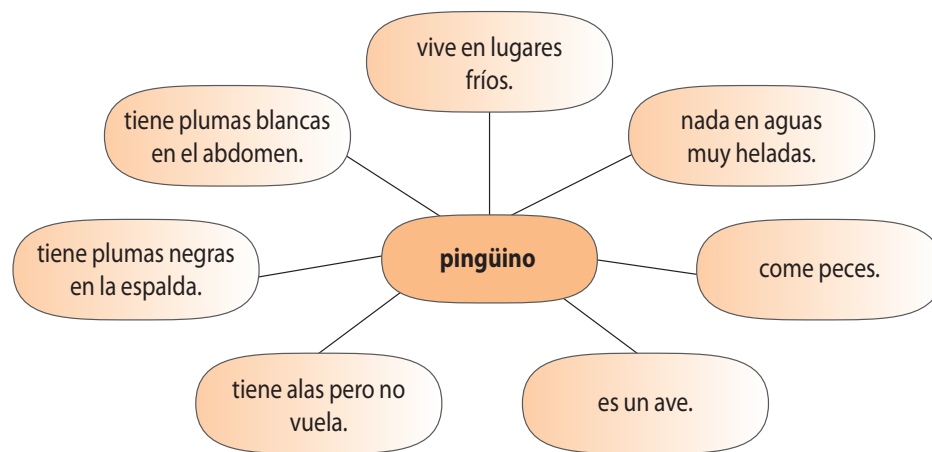 vive en lugares
fríos.
tiene plumas blancas
en el abdomen.
nada en aguas
muy heladas.
tiene plumas negras
en la espalda.
pingüino
come peces.
tiene alas pero no
vuela.
es un ave.